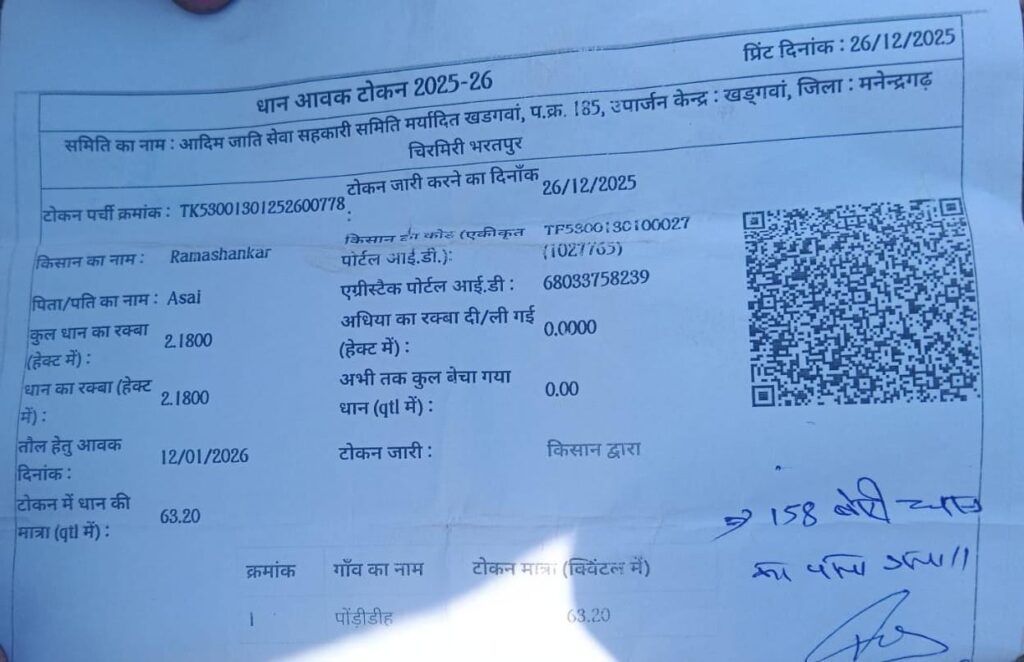 प्रिंट दिनांक : 26/12/2025
धान आवक टोकन 2025-26
समिति का नाम : आदिम जाति सेवा सहकारी समिति मर्यादित खडगवां, प.क्र. 185, उपार्जन केन्द्र : खड़गवां, जिला : मनेन्द्रगढ़
चिरमिरी भरतपुर
टोकन पर्ची क्रमांक : TK53001301252600778 टोकन जारी करने का दिनाँक : 26/12/2025
किसान का नाम : Ramashankar किसान कोड (एकीकृत TF5300130100027
पोर्टल आई.डी.): (1027765)
पिता/पति का नाम : Asai एग्रीस्टैक पोर्टल आई.डी : 68033758239
कुल धान का रक्बा 2.1800 अधिया का रक्बा दी/ली गई 0.0000
(हेक्ट में) : (हेक्ट में) :
धान का रक्बा (हेक्ट 2.1800 अभी तक कुल बेचा गया 0.00
में) : धान (qtl में) :
तौल हेतु आवक 12/01/2026 टोकन जारी : किसान द्वारा
दिनांक :
टोकन में धान की 63.20
मात्रा (qtl में) :
⇒ 158 बोरी धान
का
क्रमांक गाँव का नाम टोकन मात्रा (क्विंटल में)
1 पोंड़ीडीह 63.20